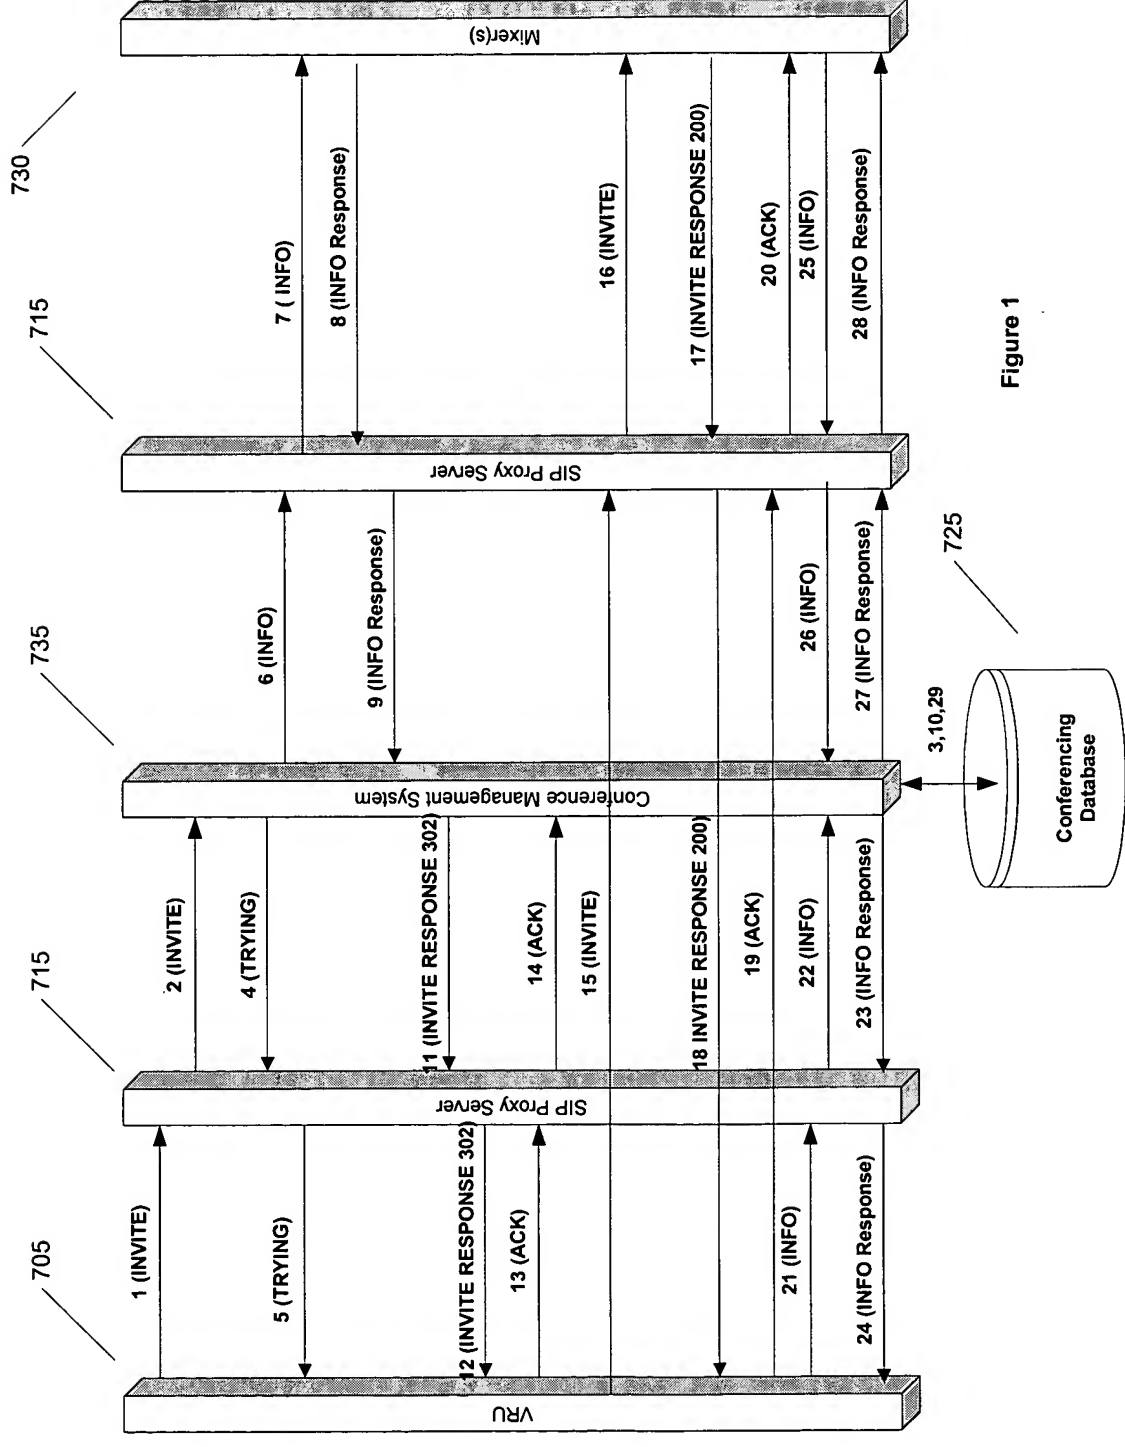 705
715
735
715
730
VRU
SIP Proxy Server
Conference Management System
SIP Proxy Server
Mixer(s)
1 (INVITE)
2 (INVITE)
4 (TRYING)
5 (TRYING)
6 (INFO)
7 ( INFO)
8 (INFO Response)
9 (INFO Response)
11 (INVITE RESPONSE 302)
12 (INVITE RESPONSE 302)
13 (ACK)
14 (ACK)
15 (INVITE)
16 (INVITE)
17 (INVITE RESPONSE 200)
18 INVITE RESPONSE 200)
19 (ACK)
20 (ACK)
21 (INFO)
22 (INFO)
23 (INFO Response)
24 (INFO Response)
25 (INFO)
26 (INFO)
27 (INFO Response)
28 (INFO Response)
3,10,29
725
Conferencing
Database
Figure 1